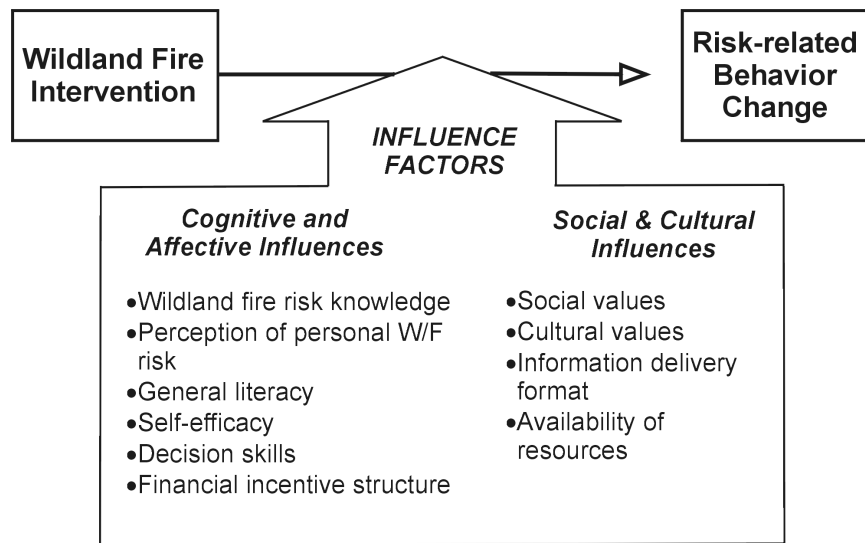 Wildland Fire
Intervention
Risk-related
Behavior
Change
INFLUENCE
FACTORS
Cognitive and
Affective Influences
•Wildland fire risk knowledge
•Perception of personal W/F
risk
•General literacy
•Self-efficacy
•Decision skills
•Financial incentive structure
Social & Cultural
Influences
•Social values
•Cultural values
•Information delivery
format
•Availability of
resources